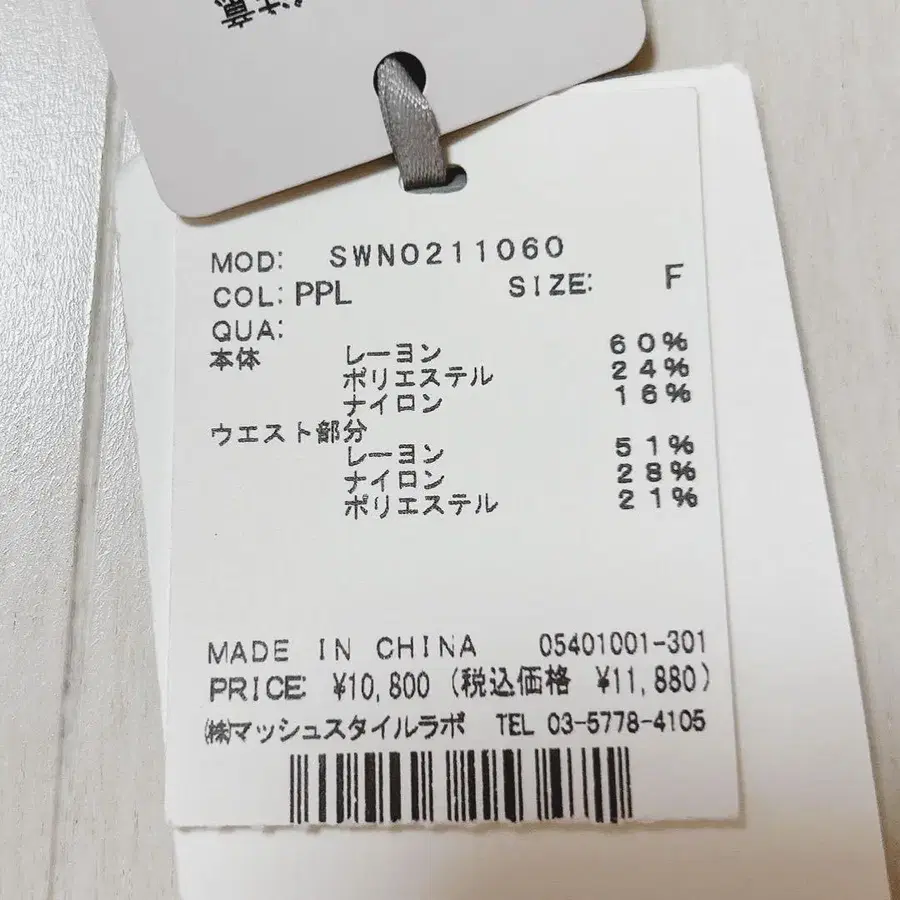 注意
MOD: SWNO211060
COL: PPL SIZE: F
QUA:
本体 レーヨン 60%
ポリエステル 24%
ナイロン 16%
ウエスト部分
レーヨン 51%
ナイロン 28%
ポリエステル 21%
MADE IN CHINA 05401001-301
PRICE: ¥10,800 (税込価格 ¥11,880)
㈱マッシュスタイルラボ TEL 03-5778-4105